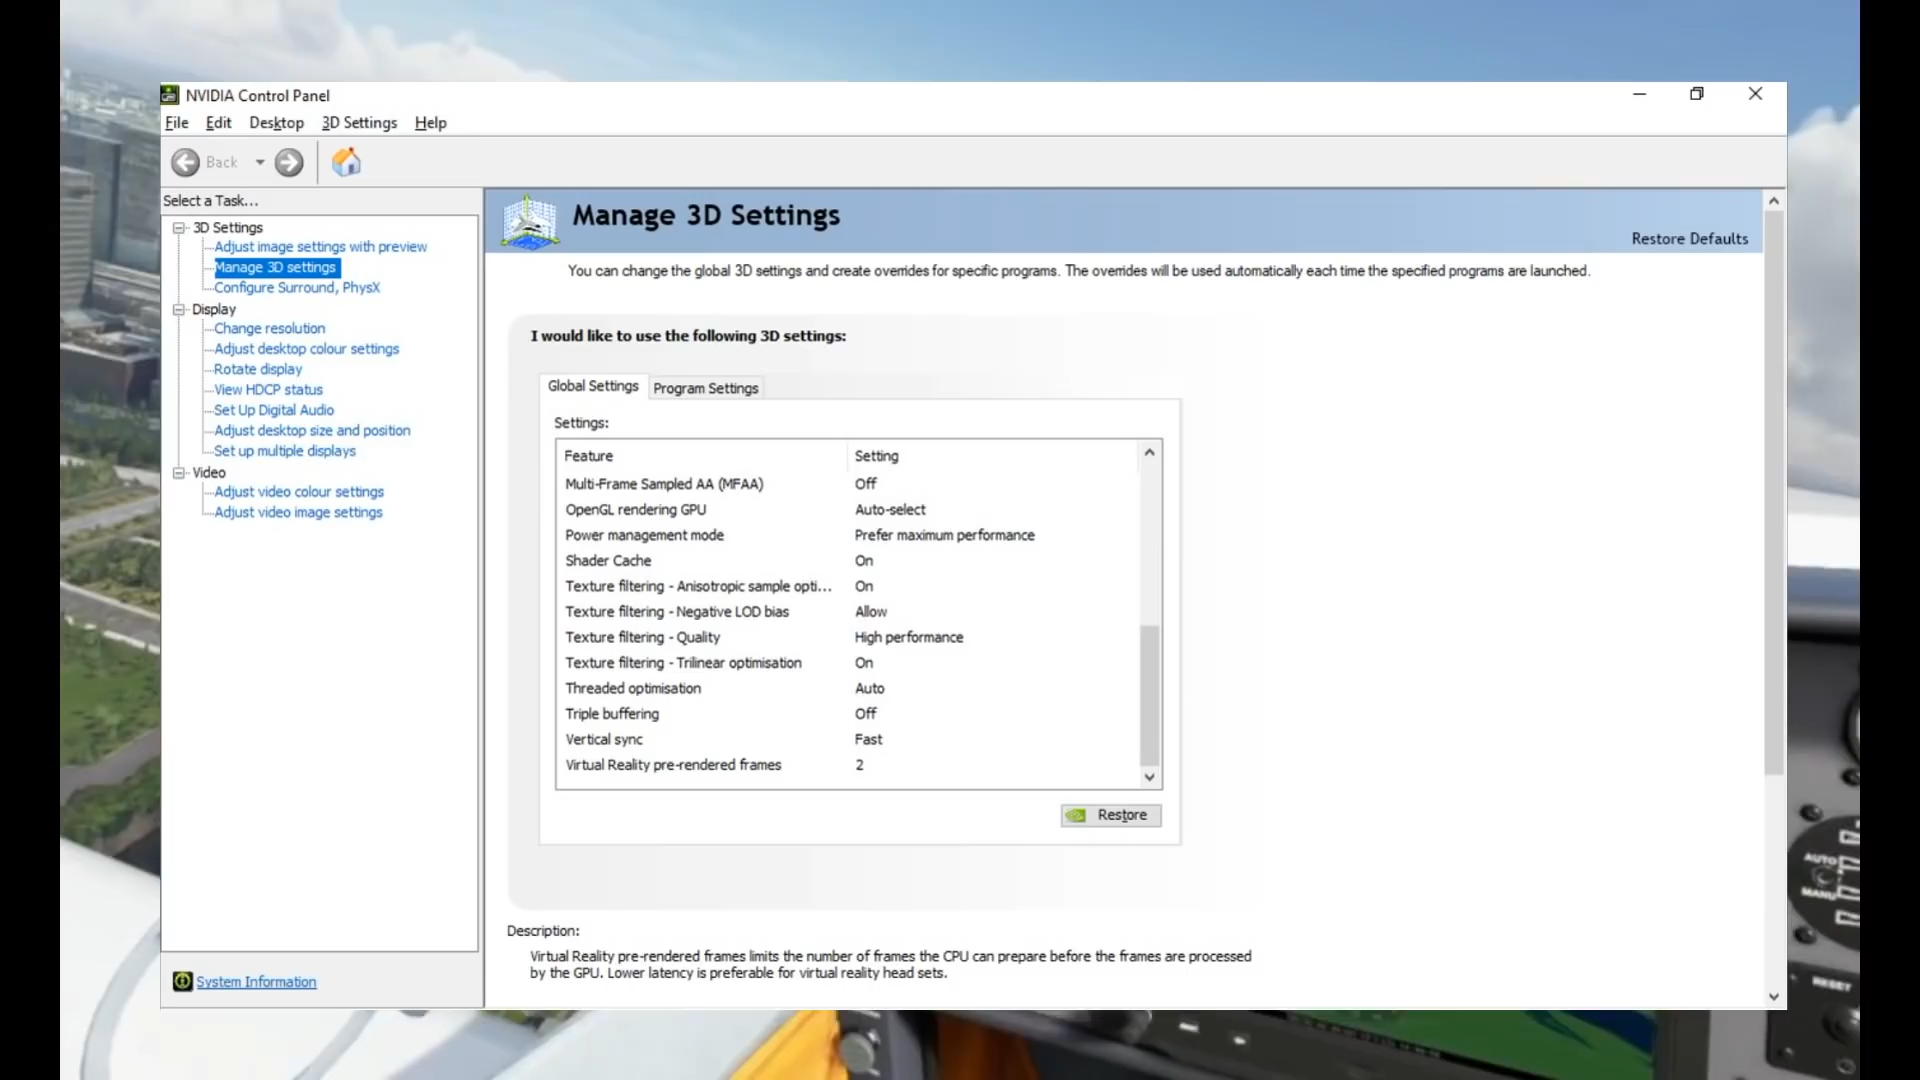 NVIDIA Control Panel
File Edit Desktop 3D Settings Help
Back
Select a Task...
3D Settings
Adjust image settings with preview
Manage 3D settings
Configure Surround, PhysX
Display
Change resolution
Adjust desktop colour settings
Rotate display
View HDCP status
Set Up Digital Audio
Adjust desktop size and position
Set up multiple displays
Video
Adjust video colour settings
Adjust video image settings
System Information
Manage 3D Settings
Restore Defaults
You can change the global 3D settings and create overrides for specific programs. The overrides will be used automatically each time the specified programs are launched.
I would like to use the following 3D settings:
Global Settings Program Settings
Settings:
Feature Setting
Multi-Frame Sampled AA (MFAA) Off
OpenGL rendering GPU Auto-select
Power management mode Prefer maximum performance
Shader Cache On
Texture filtering - Anisotropic sample opti... On
Texture filtering - Negative LOD bias Allow
Texture filtering - Quality High performance
Texture filtering - Trilinear optimisation On
Threaded optimisation Auto
Triple buffering Off
Vertical sync Fast
Virtual Reality pre-rendered frames 2
Restore
Description:
Virtual Reality pre-rendered frames limits the number of frames the CPU can prepare before the frames are processed
by the GPU. Lower latency is preferable for virtual reality head sets.
AUTO
MANU
RESET